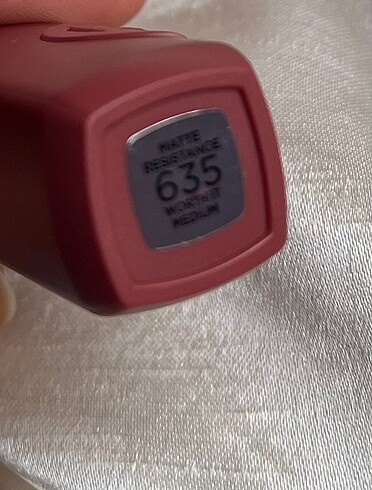 MATTE
RESISTANCE
635
WORTH IT
MEDIUM